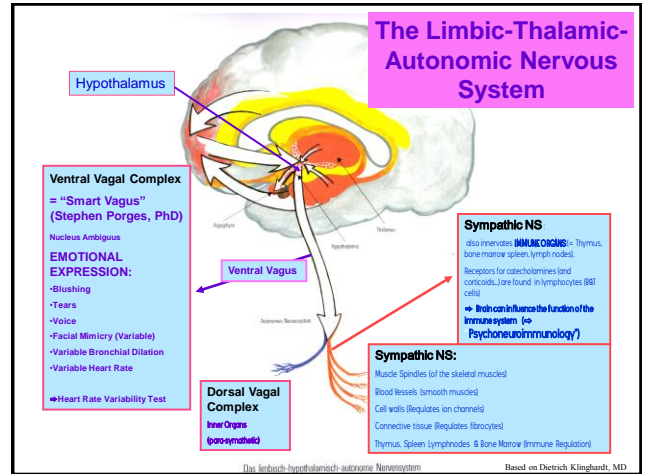 The Limbic-Thalamic-
Autonomic Nervous
System
Hypothalamus
Ventral Vagal Complex
= “Smart Vagus”
(Stephen Porges, PhD)
Nucleus Ambiguus
EMOTIONAL
EXPRESSION:
•Blushing
•Tears
•Voice
•Facial Mimicry (Variable)
•Variable Bronchial Dilation
•Variable Heart Rate
➡Heart Rate Variability Test
Hypophyse
Hypothalamus
Thalamus
Ventral Vagus
Autonomes Nervensystem
Sympathic NS
also innervates IMMUNE ORGANS (= Thymus,
bone marrow spleen, lymph nodes).
Receptors for catecholamines (and
corticoids...) are found in lymphocytes (B&T
cells)
➡ Brain can influence the function of the
immune system (⇨
Psychoneuroimmunology")
Sympathic NS:
Muscle Spindles (of the skeletal muscles)
Blood Vessels (smooth muscles)
Cell walls (Regulates ion channels)
Connective tissue (Regulates fibrocytes)
Thymus, Spleen Lymphnodes & Bone Marrow (Immune Regulation)
Dorsal Vagal
Complex
Inner Organs
(para-symathetic)
Das limbisch-hypothalamisch-autonome Nervensystem
Based on Dietrich Klinghardt, MD